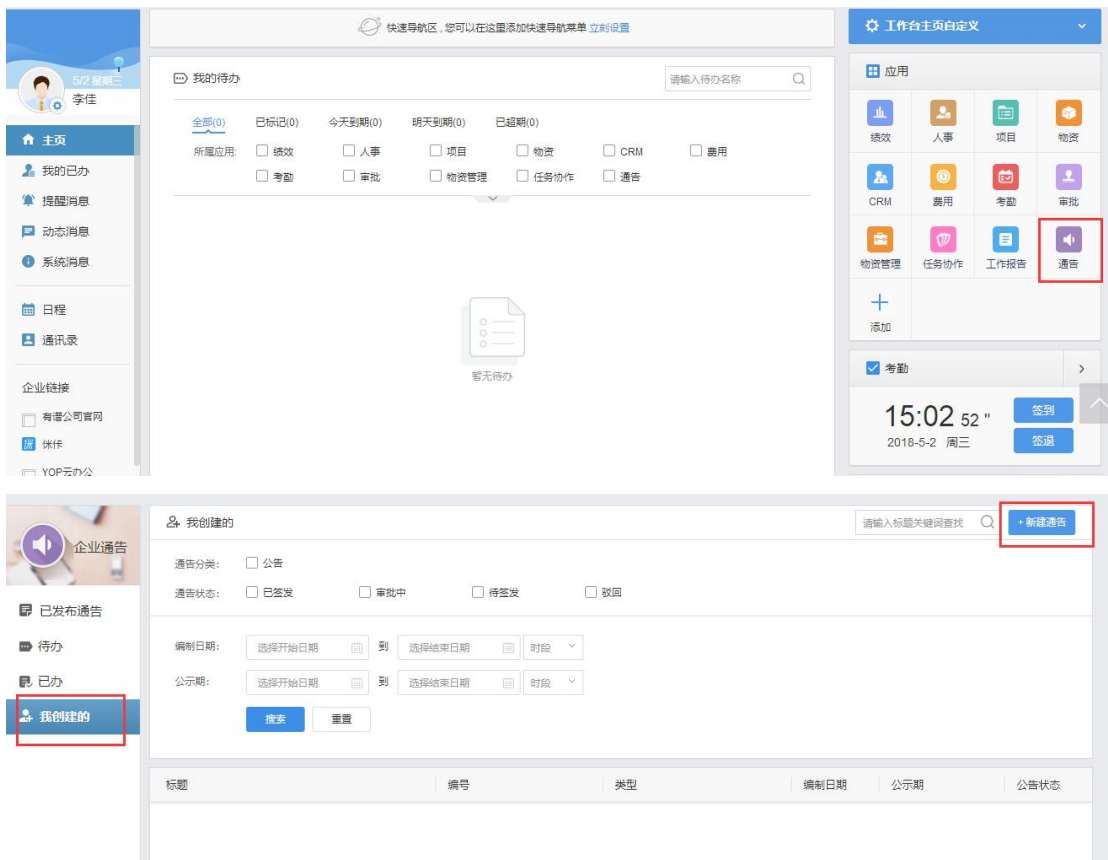 快速导航区 , 您可以在这里添加快速导航菜单 立刻设置
5/2 星期三
李佳
主页
我的已办
提醒消息
动态消息
系统消息
日程
通讯录
企业链接
有谱公司官网
侎佧
YOP云办公
我的待办
请输入待办名称
全部(0) 已标记(0) 今天到期(0) 明天到期(0) 已超期(0)
所属应用: 绩效 人事 项目 物资 CRM 费用
考勤 审批 物资管理 任务协作 通告
暂无待办
工作台主页自定义
应用
绩效 人事 项目 物资
CRM 费用 考勤 审批
物资管理 任务协作 工作报告 通告
添加
考勤
15:02 52 "
2018-5-2 周三
签到
签退
企业通告
已发布通告
待办
已办
我创建的
我创建的
请输入标题关键词查找
+ 新建通告
通告分类: 公告
通告状态: 已签发 审批中 待签发 驳回
编制日期: 选择开始日期 到 选择结束日期 时段
公示期: 选择开始日期 到 选择结束日期 时段
搜索 重置
标题 编号 类型 编制日期 公示期 公告状态